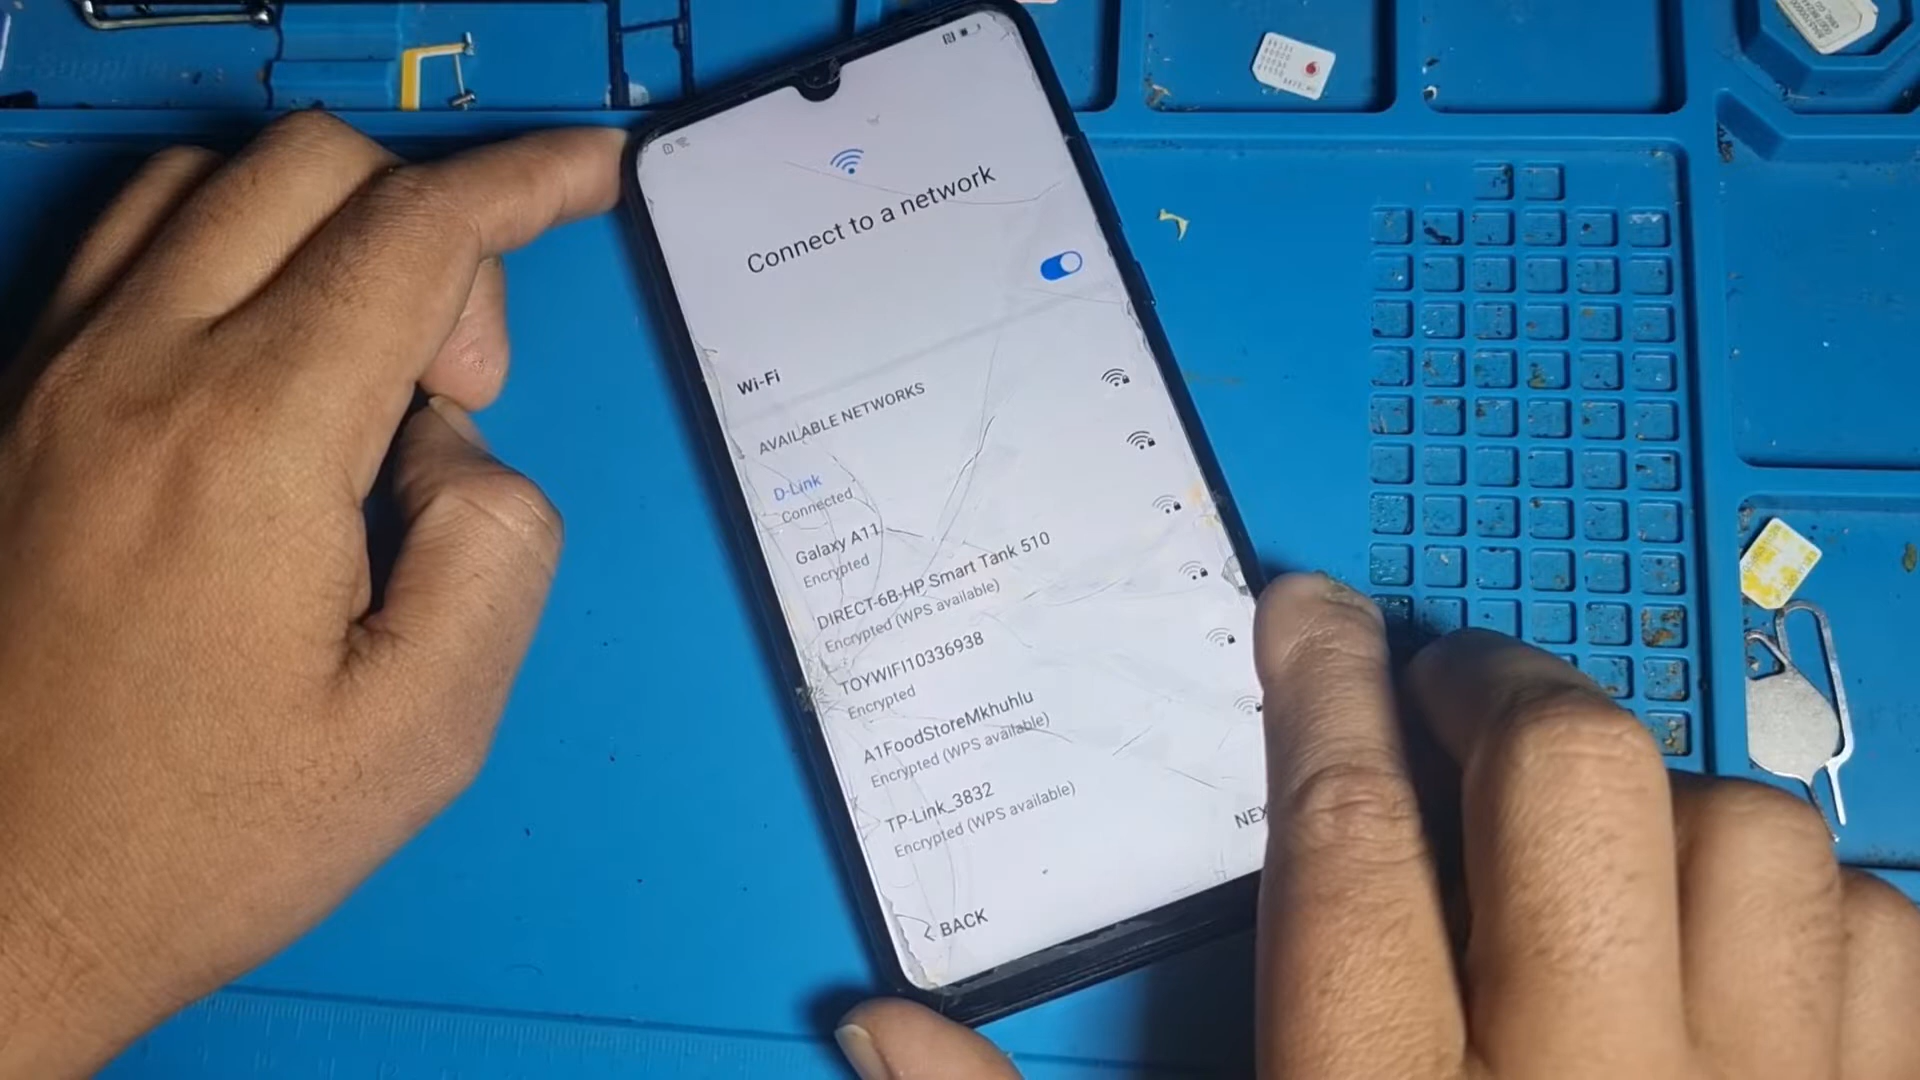 Connect to a network
Wi-Fi
AVAILABLE NETWORKS
D-Link
Connected
Galaxy A11
Encrypted
DIRECT-6B-HP Smart Tank 510
Encrypted (WPS available)
TOYWIFI10336938
Encrypted
A1FoodStoreMkhuhlu
Encrypted (WPS available)
TP-Link_3832
Encrypted (WPS available)
NEX
< BACK